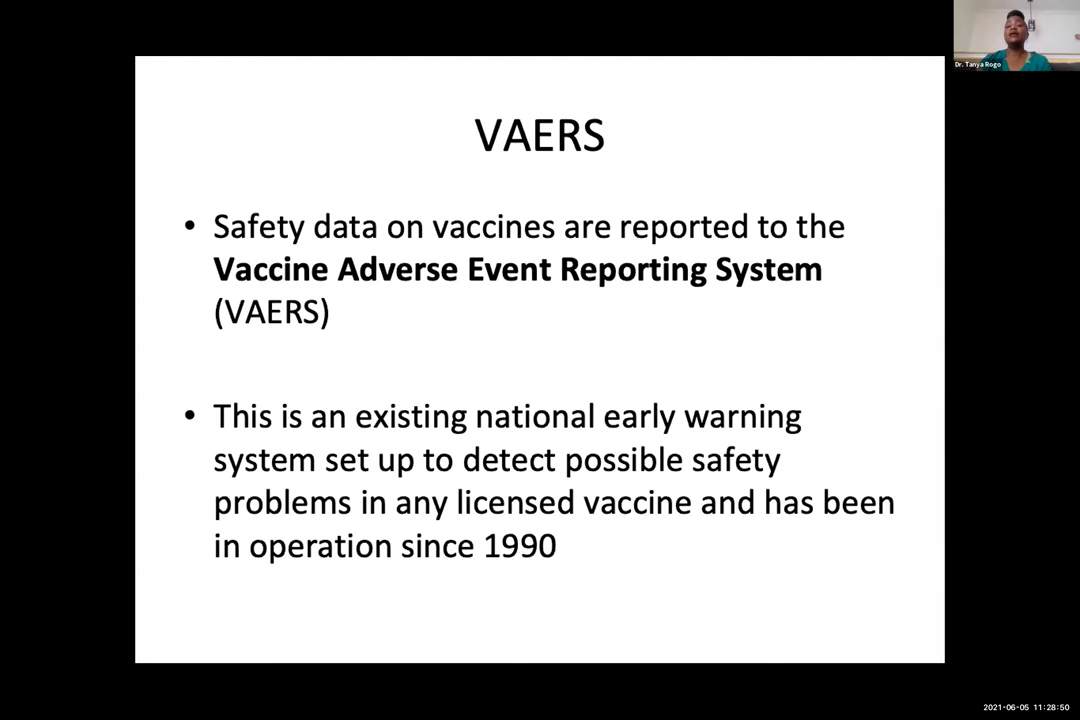 Dr. Tanya Rogo
VAERS
• Safety data on vaccines are reported to the
Vaccine Adverse Event Reporting System
(VAERS)
• This is an existing national early warning
system set up to detect possible safety
problems in any licensed vaccine and has been
in operation since 1990
2021-06-05 11:28:50